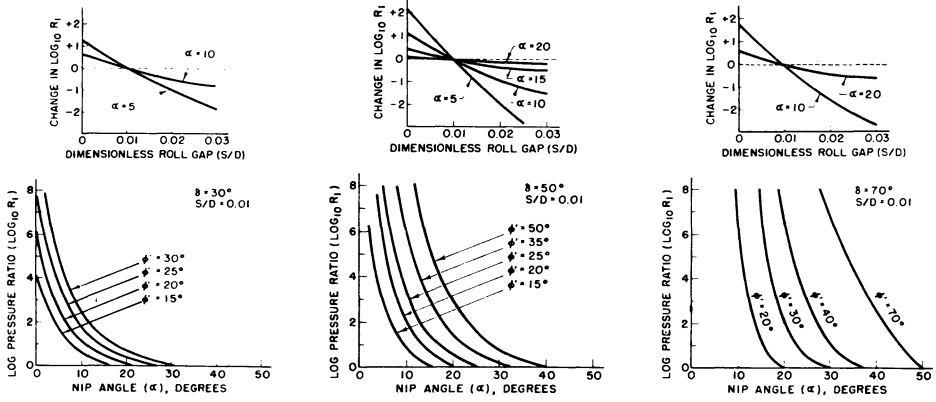 CHANGE IN LOG10 R1
+2
+1
0
-1
-2
α = 10
α = 5
0 0.01 0.02 0.03
DIMENSIONLESS ROLL GAP (S/D)
CHANGE IN LOG10 R1
+2
+1
0
-1
-2
α = 20
α = 15
α = 10
α = 5
0 0.01 0.02 0.03
DIMENSIONLESS ROLL GAP (S/D)
CHANGE IN LOG10 R1
+2
+1
0
-1
-2
α = 20
α = 10
0 0.01 0.02 0.03
DIMENSIONLESS ROLL GAP (S/D)
LOG PRESSURE RATIO (LOG10 R1)
8
6
4
2
0
δ = 30°
S/D = 0.01
ϕ' = 30°
ϕ' = 25°
ϕ' = 20°
ϕ' = 15°
0 10 20 30 40 50
NIP ANGLE (α), DEGREES
LOG PRESSURE RATIO (LOG10 R1)
8
6
4
2
0
δ = 50°
S/D = 0.01
ϕ' = 50°
ϕ' = 35°
ϕ' = 25°
ϕ' = 20°
ϕ' = 15°
0 10 20 30 40 50
NIP ANGLE (α), DEGREES
LOG PRESSURE RATIO (LOG10 R1)
8
6
4
2
0
δ = 70°
S/D = 0.01
ϕ' = 20°
ϕ' = 30°
ϕ' = 40°
ϕ' = 70°
0 10 20 30 40 50
NIP ANGLE (α), DEGREES